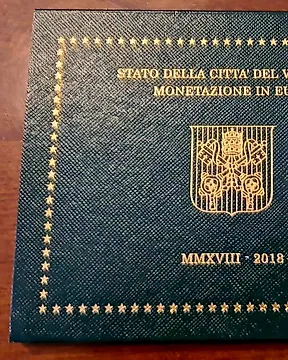 STATO DELLA CITTA' DEL V
MONETAZIONE IN EU
MMXVIII - 2018